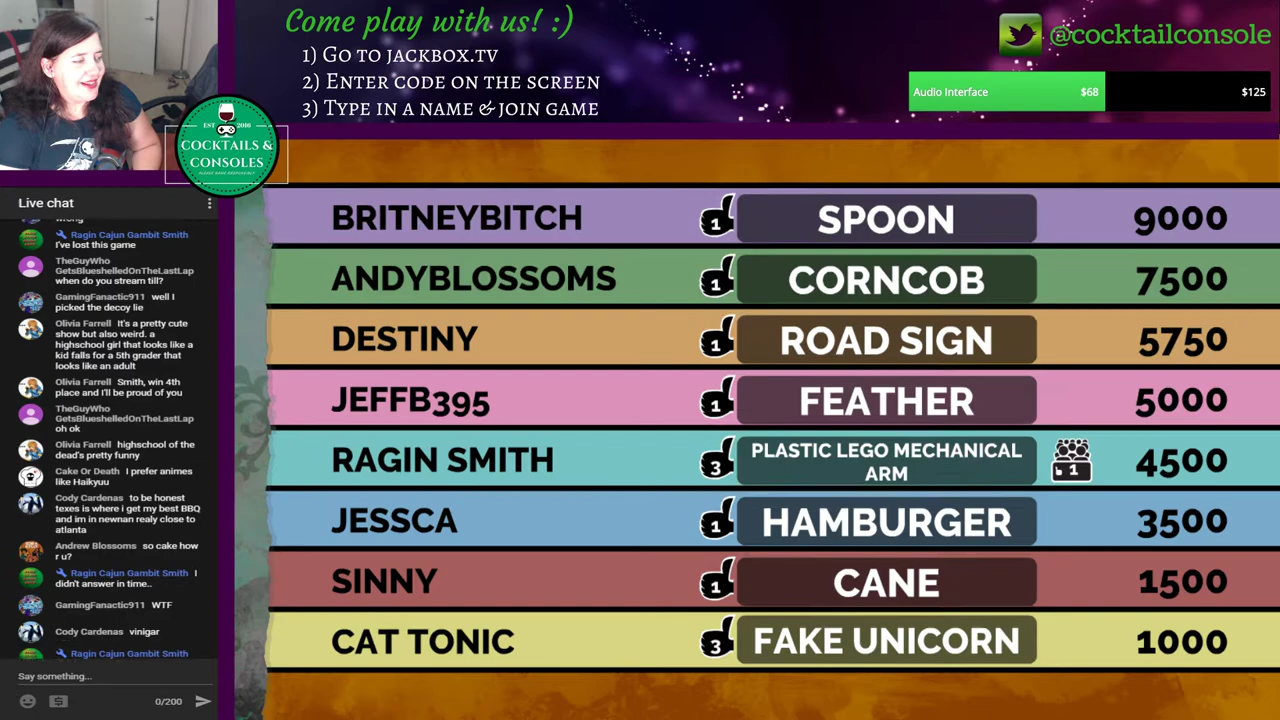 Come play with us! :)
1) Go to jackbox.tv
2) Enter code on the screen
3) Type in a name & join game
@cocktailconsole
Audio Interface $68 $125
EST 2016
COCKTAILS &
CONSOLES
PLEASE GAME RESPONSIBLY
Live chat
wrong
Ragin Cajun Gambit Smith
I've lost this game
TheGuyWho
GetsBlueshelledOnTheLastLap
when do you stream till?
GamingFanactic911 well I
picked the decoy lie
Olivia Farrell It's a pretty cute
show but also weird. a
highschool girl that looks like a
kid falls for a 5th grader that
looks like an adult
Olivia Farrell Smith, win 4th
place and I'll be proud of you
TheGuyWho
GetsBlueshelledOnTheLastLap
oh ok
Olivia Farrell highschool of the
dead's pretty funny
Cake Or Death I prefer animes
like Haikyuu
Cody Cardenas to be honest
texes is where i get my best BBQ
and im in newnan realy close to
atlanta
Andrew Blossoms so cake how
r u?
Ragin Cajun Gambit Smith I
didn't answer in time..
GamingFanactic911 WTF
Cody Cardenas vinigar
Ragin Cajun Gambit Smith
Say something...
0/200
BRITNEYBITCH 1 SPOON 9000
ANDYBLOSSOMS 1 CORNCOB 7500
DESTINY 1 ROAD SIGN 5750
JEFFB395 1 FEATHER 5000
RAGIN SMITH 3 PLASTIC LEGO MECHANICAL
ARM 1 4500
JESSCA 1 HAMBURGER 3500
SINNY 1 CANE 1500
CAT TONIC 3 FAKE UNICORN 1000